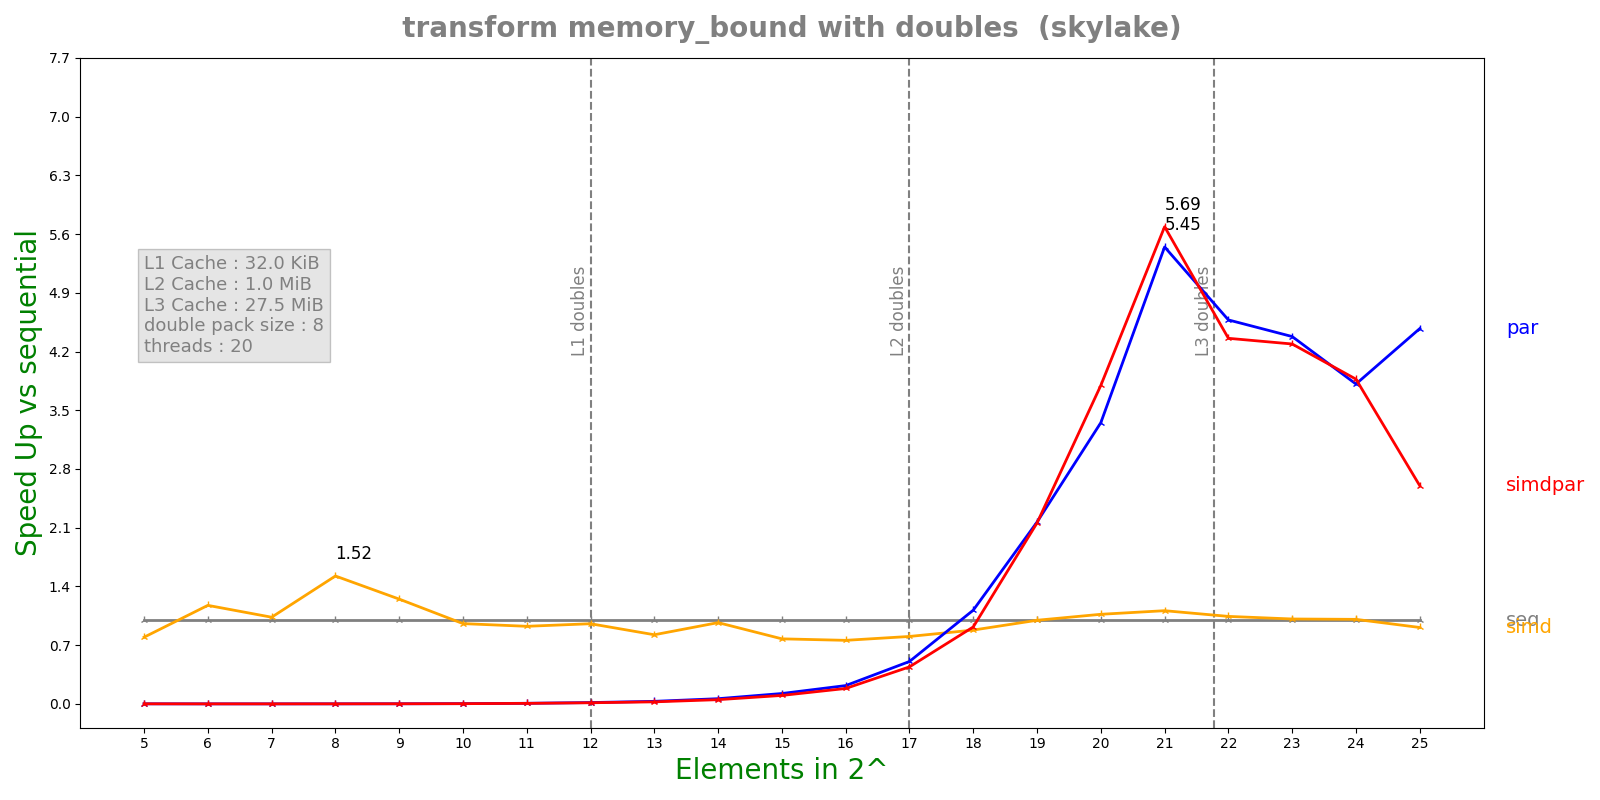 transform memory_bound with doubles (skylake)
Speed Up vs sequential
7.7
7.0
6.3
5.6
4.9
4.2
3.5
2.8
2.1
1.4
0.7
0.0
L1 Cache : 32.0 KiB
L2 Cache : 1.0 MiB
L3 Cache : 27.5 MiB
double pack size : 8
threads : 20
1.52
L1 doubles
L2 doubles
L3 doubles
5.69
5.45
par
simdpar
seq
simd
5 6 7 8 9 10 11 12 13 14 15 16 17 18 19 20 21 22 23 24 25
Elements in 2^